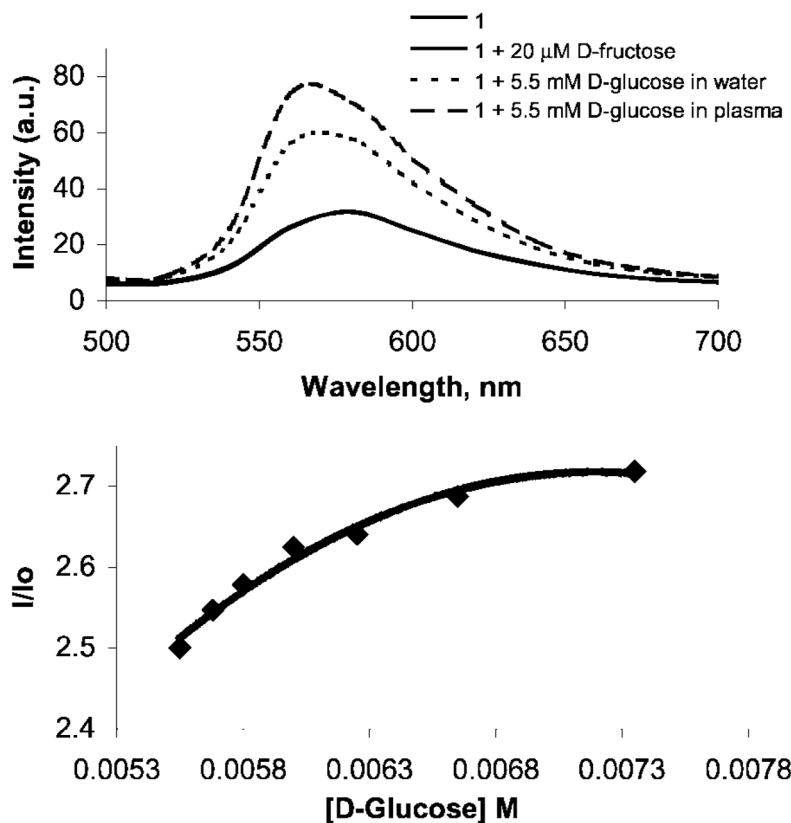 1
1 + 20 μM D-fructose
1 + 5.5 mM D-glucose in water
1 + 5.5 mM D-glucose in plasma
80
60
40
20
0
Intensity (a.u.)
500 550 600 650 700
Wavelength, nm
2.7
2.6
2.5
2.4
I/Io
0.0053 0.0058 0.0063 0.0068 0.0073 0.0078
[D-Glucose] M